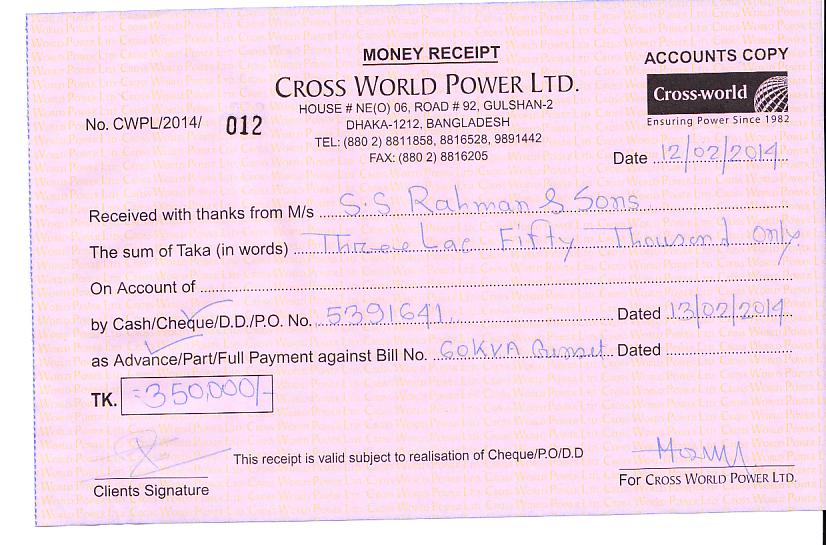 MONEY RECEIPT
ACCOUNTS COPY
CROSS WORLD POWER LTD.
Cross-world
Ensuring Power Since 1982
HOUSE # NE(O) 06, ROAD # 92, GULSHAN-2
DHAKA-1212, BANGLADESH
TEL: (880 2) 8811858, 8816528, 9891442
FAX: (880 2) 8816205
No. CWPL/2014/ 012
Date 12/02/2014
Received with thanks from M/s S.S Rahman & Sons
The sum of Taka (in words) Three Lac Fifty Thousand Only
On Account of
by Cash/Cheque/D.D./P.O. No. 5391641 Dated 13/02/2014
as Advance/Part/Full Payment against Bill No. 60KVA Dated
TK. =350,000/-
This receipt is valid subject to realisation of Cheque/P.O/D.D
Clients Signature
For CROSS WORLD POWER LTD.